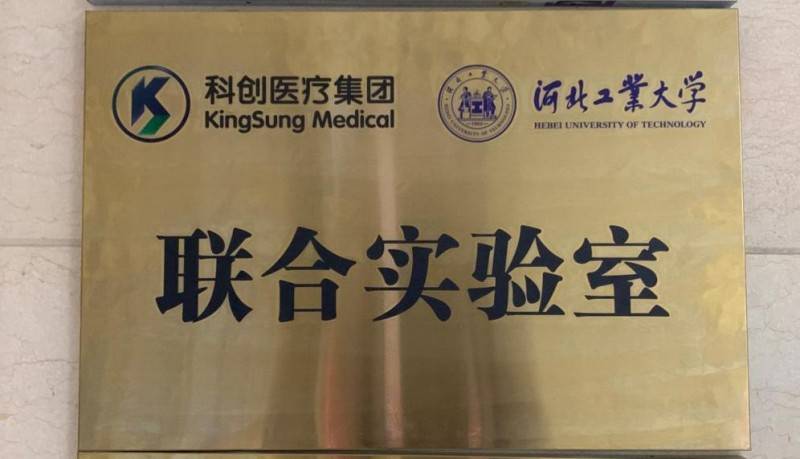 科创医疗集团
KingSung Medical
河北工業大学
HEBEI UNIVERSITY OF TECHNOLOGY
联合实验室